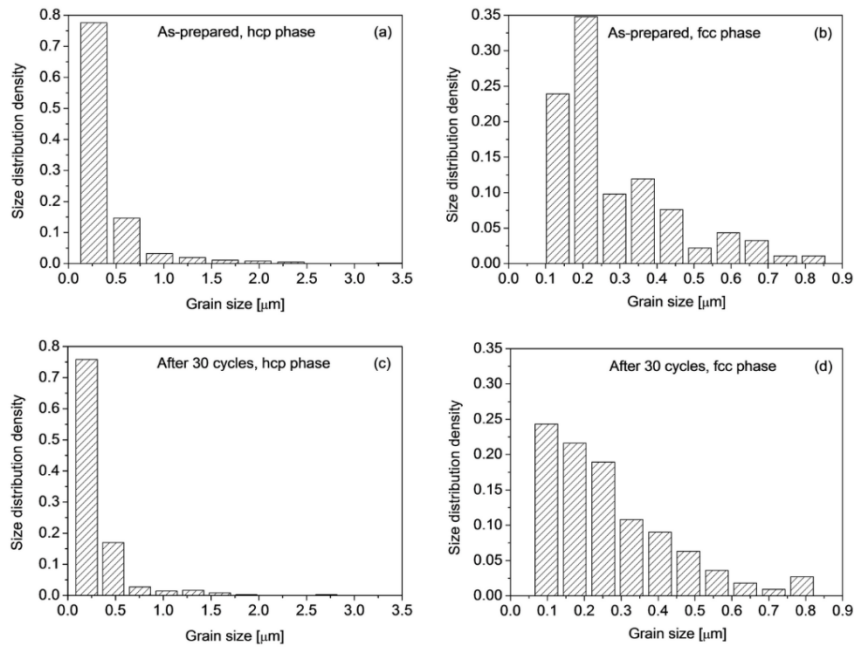 As-prepared, hcp phase (a)
Size distribution density
0.8
0.7
0.6
0.5
0.4
0.3
0.2
0.1
0.0
0.0 0.5 1.0 1.5 2.0 2.5 3.0 3.5
Grain size [μm]
As-prepared, fcc phase (b)
Size distribution density
0.35
0.30
0.25
0.20
0.15
0.10
0.05
0.00
0.0 0.1 0.2 0.3 0.4 0.5 0.6 0.7 0.8 0.9
Grain size [μm]
After 30 cycles, hcp phase (c)
Size distribution density
0.8
0.7
0.6
0.5
0.4
0.3
0.2
0.1
0.0
0.0 0.5 1.0 1.5 2.0 2.5 3.0 3.5
Grain size [μm]
After 30 cycles, fcc phase (d)
Size distribution density
0.35
0.30
0.25
0.20
0.15
0.10
0.05
0.00
0.0 0.1 0.2 0.3 0.4 0.5 0.6 0.7 0.8 0.9
Grain size [μm]